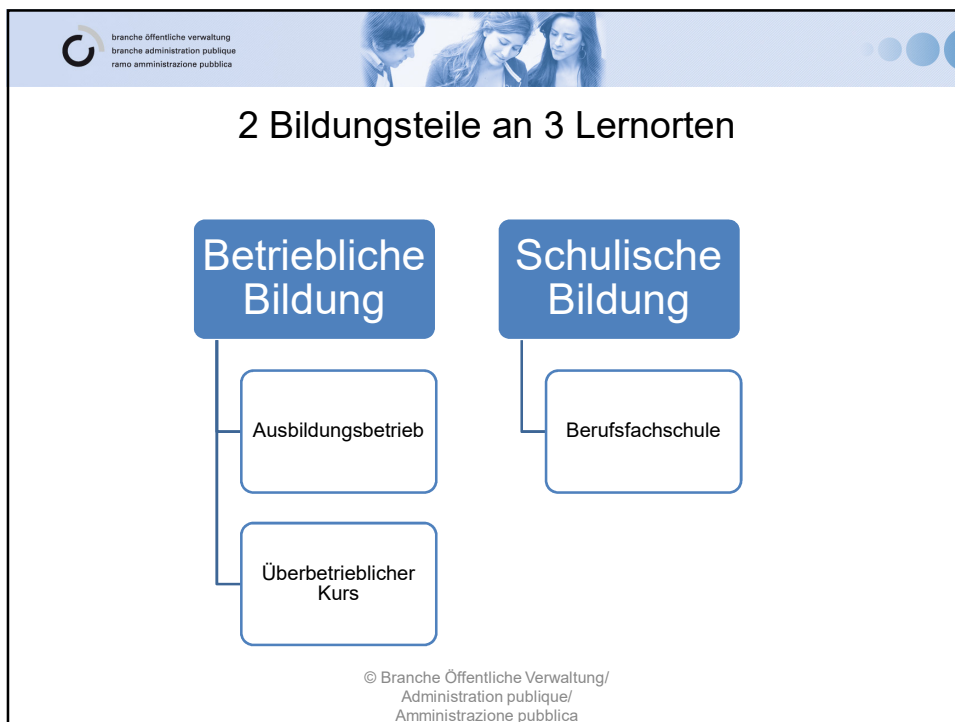 branche öffentliche verwaltung
branche administration publique
ramo amministrazione pubblica
2 Bildungsteile an 3 Lernorten
Betriebliche
Bildung
Ausbildungsbetrieb
Überbetrieblicher
Kurs
Schulische
Bildung
Berufsfachschule
© Branche Öffentliche Verwaltung/
Administration publique/
Amministrazione pubblica